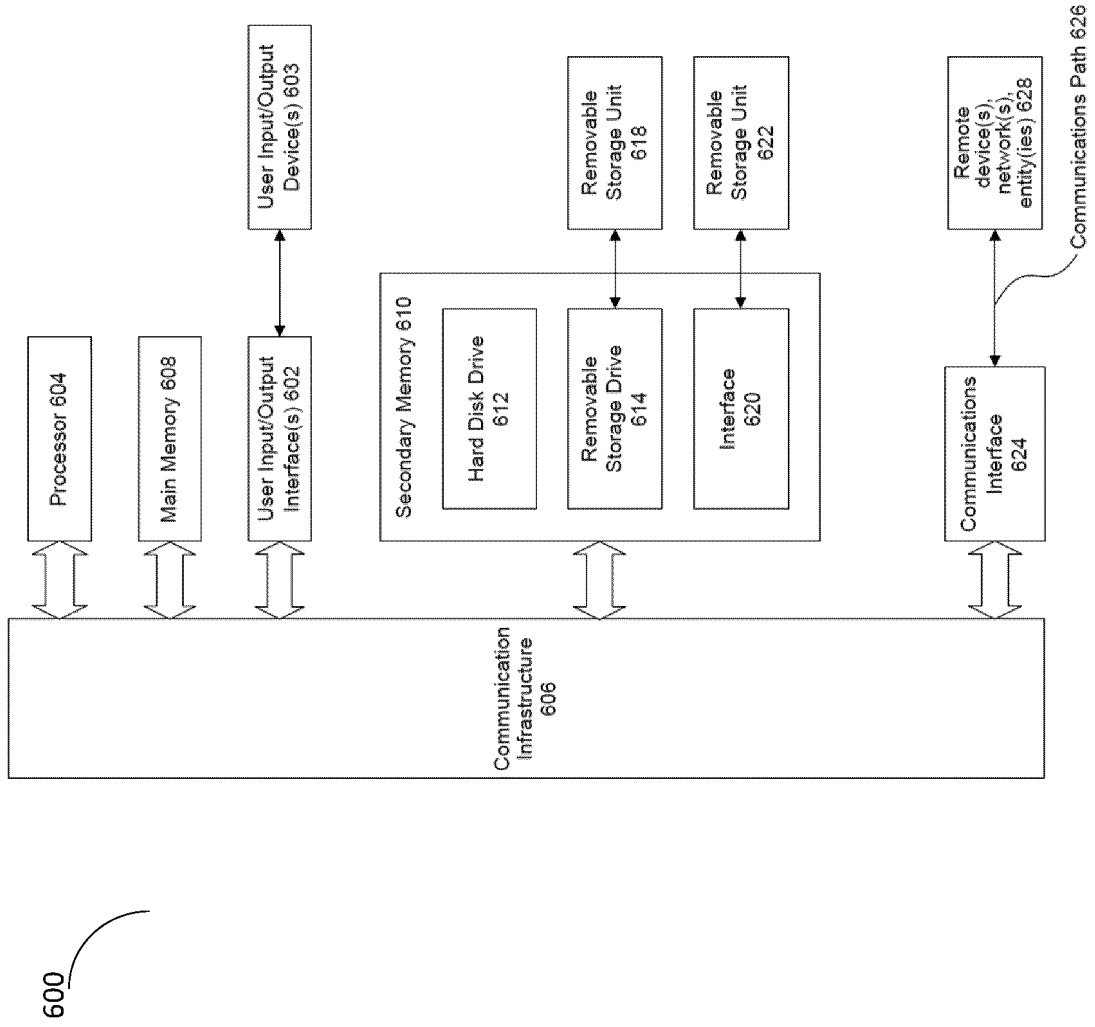 600
Processor 604
Main Memory 608
User Input/Output
Interface(s) 602
User Input/Output
Device(s) 603
Secondary Memory 610
Hard Disk Drive
612
Removable
Storage Drive
614
Interface
620
Removable
Storage Unit
618
Removable
Storage Unit
622
Communications
Interface
624
Remote
device(s),
network(s),
entity(ies) 628
Communications Path 626
Communication
Infrastructure
606